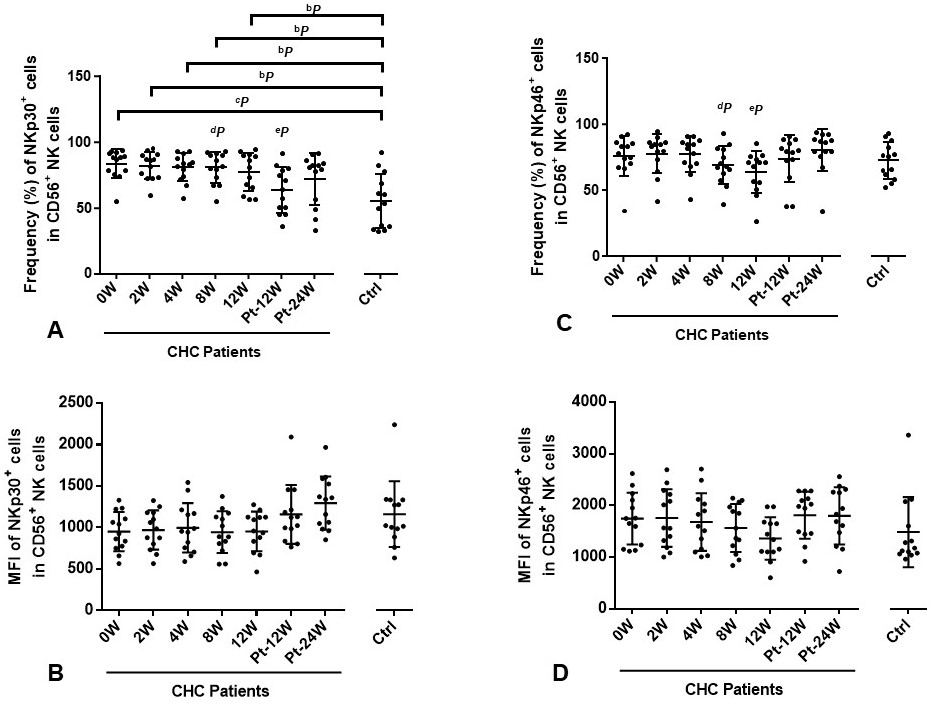 ᵇP
ᵇP
ᵇP
ᵇP
ᶜP
ᵈP
ᵉP
Frequency (%) of NKp30⁺ cells
in CD56⁺ NK cells
150
100
50
0
0W
2W
4W
8W
12W
Pt-12W
Pt-24W
Ctrl
A
CHC Patients
ᵈP
ᵉP
Frequency (%) of NKp46⁺ cells
in CD56⁺ NK cells
150
100
50
0
0W
2W
4W
8W
12W
Pt-12W
Pt-24W
Ctrl
C
CHC Patients
MFI of NKp30⁺ cells
in CD56⁺ NK cells
2500
2000
1500
1000
500
0
0W
2W
4W
8W
12W
Pt-12W
Pt-24W
Ctrl
B
CHC Patients
MFI of NKp46⁺ cells
in CD56⁺ NK cells
4000
3000
2000
1000
0
0W
2W
4W
8W
12W
Pt-12W
Pt-24W
Ctrl
D
CHC Patients